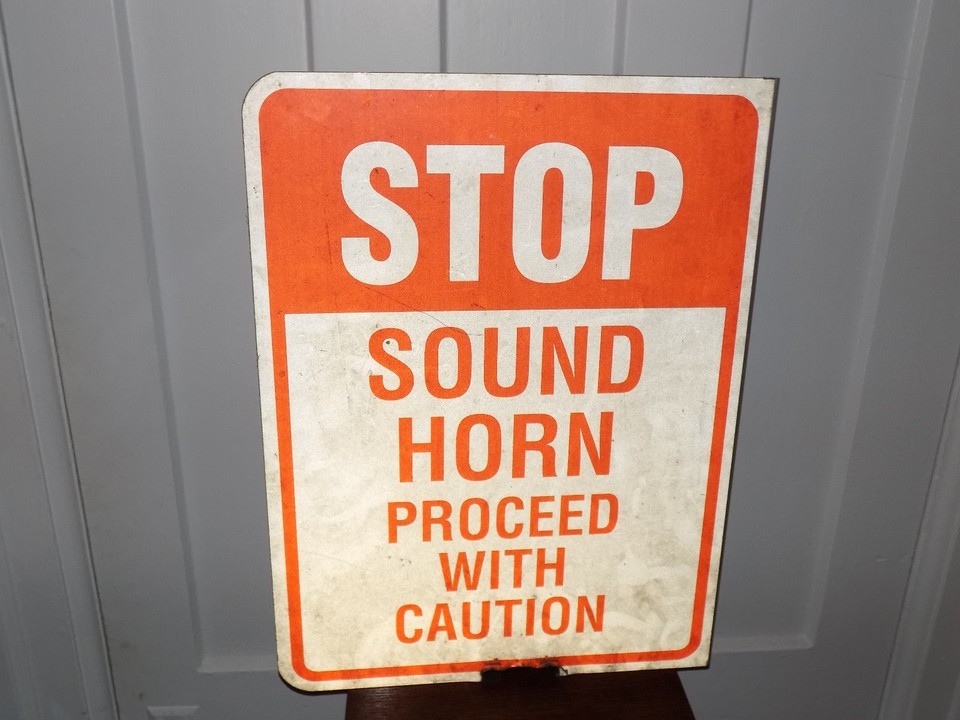 STOP
SOUND
HORN
PROCEED
WITH
CAUTION